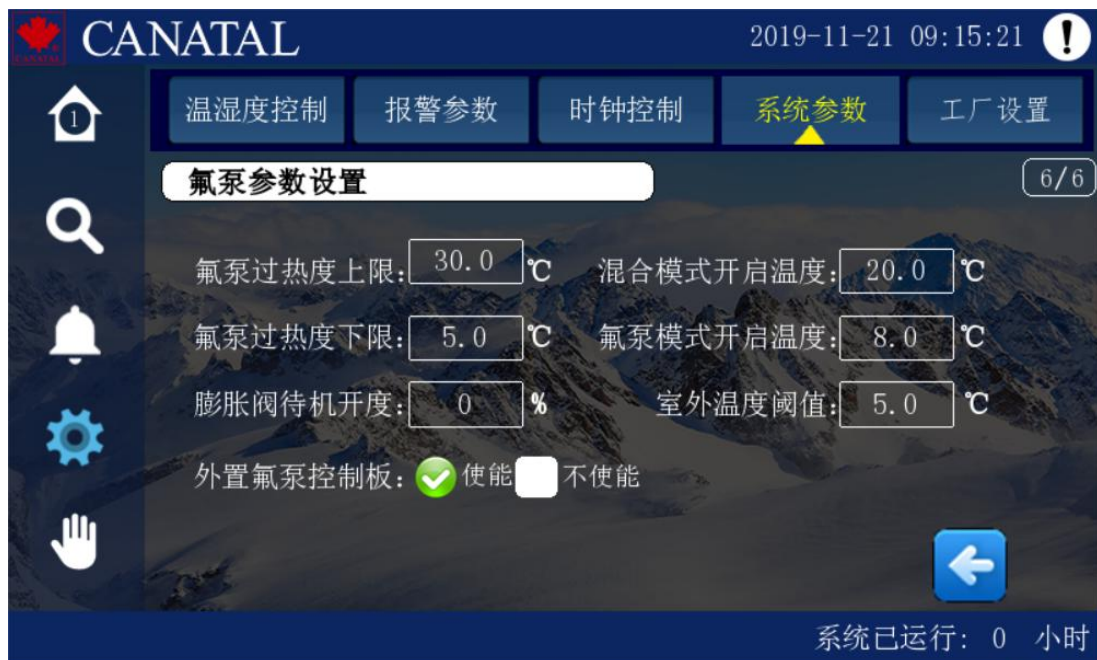 CANATAL 2019-11-21 09:15:21
CANATAL
1
温湿度控制 报警参数 时钟控制 系统参数 工厂设置
氟泵参数设置 6/6
氟泵过热度上限: 30.0 ℃ 混合模式开启温度: 20.0 ℃
氟泵过热度下限: 5.0 ℃ 氟泵模式开启温度: 8.0 ℃
膨胀阀待机开度: 0 % 室外温度阈值: 5.0 ℃
外置氟泵控制板: 使能 不使能
系统已运行: 0 小时